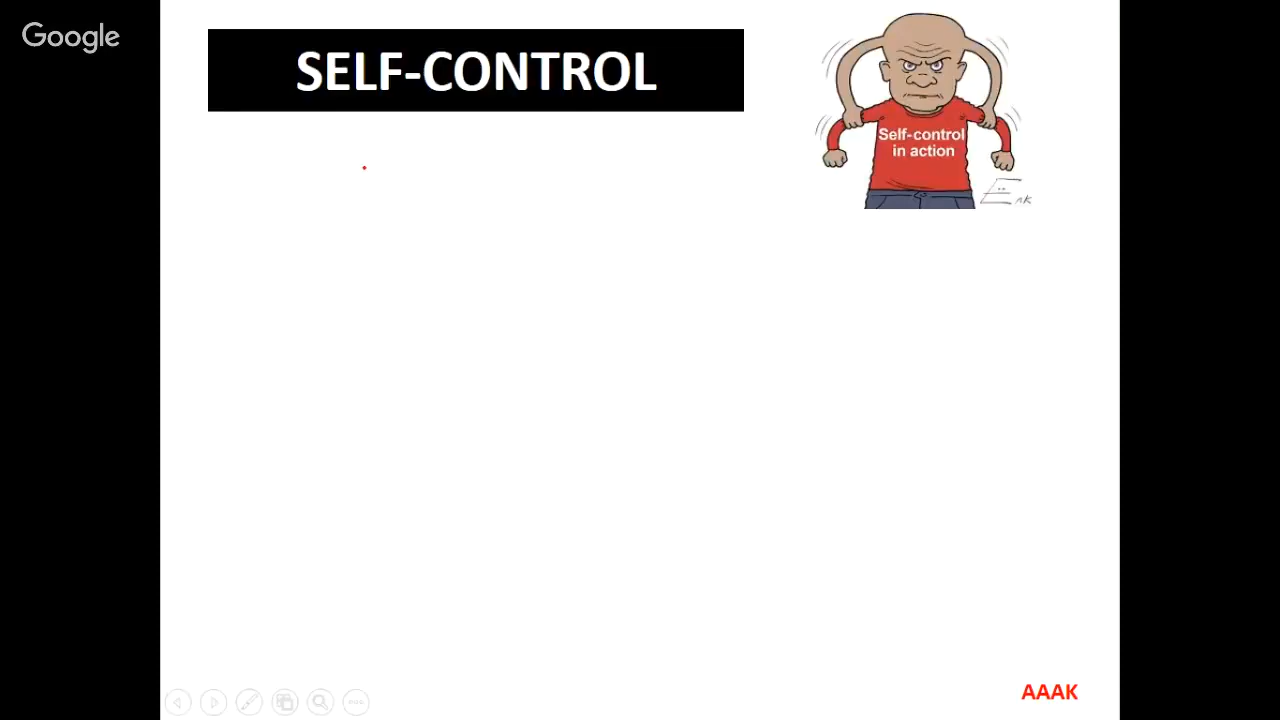 Google
SELF-CONTROL
Self-control
in action
AAAK